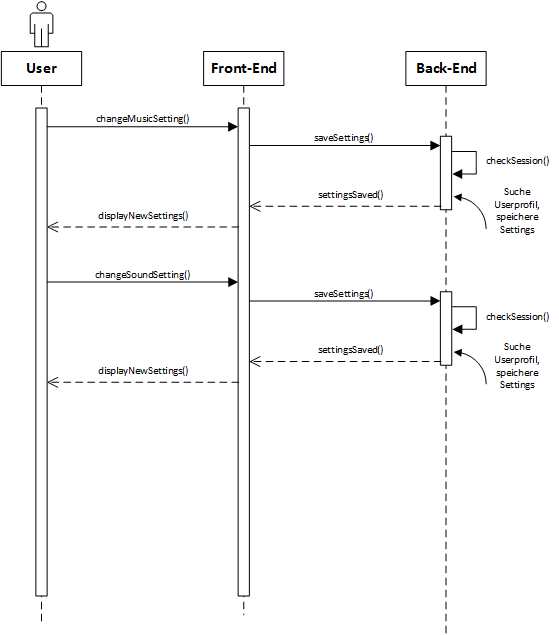 User
Front-End
Back-End
changeMusicSetting()
saveSettings()
checkSession()
Suche
Userprofil,
speichere
Settings
settingsSaved()
displayNewSettings()
changeSoundSetting()
saveSettings()
checkSession()
Suche
Userprofil,
speichere
Settings
settingsSaved()
displayNewSettings()